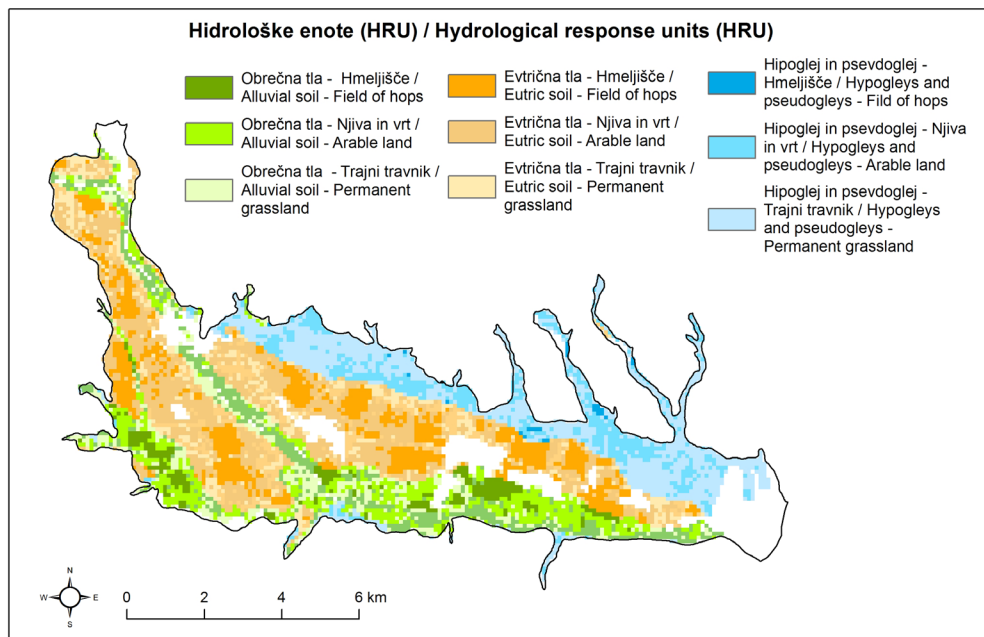 Hidrološke enote (HRU) / Hydrological response units (HRU)
Obrečna tla - Hmeljišče /
Alluvial soil - Field of hops
Obrečna tla - Njiva in vrt /
Alluvial soil - Arable land
Obrečna tla - Trajni travnik /
Alluvial soil - Permanent
grassland
Evtrična tla - Hmeljišče /
Eutric soil - Field of hops
Evtrična tla - Njiva in vrt /
Eutric soil - Arable land
Evtrična tla - Trajni travnik /
Eutric soil - Permanent
grassland
Hipoglej in psevdoglej -
Hmeljišče / Hypogleys and
pseudogleys - Fild of hops
Hipoglej in psevdoglej - Njiva
in vrt / Hypogleys and
pseudogleys - Arable land
Hipoglej in psevdoglej -
Trajni travnik / Hypogleys
and pseudogleys -
Permanent grassland
N
W E
S
0 2 4 6 km